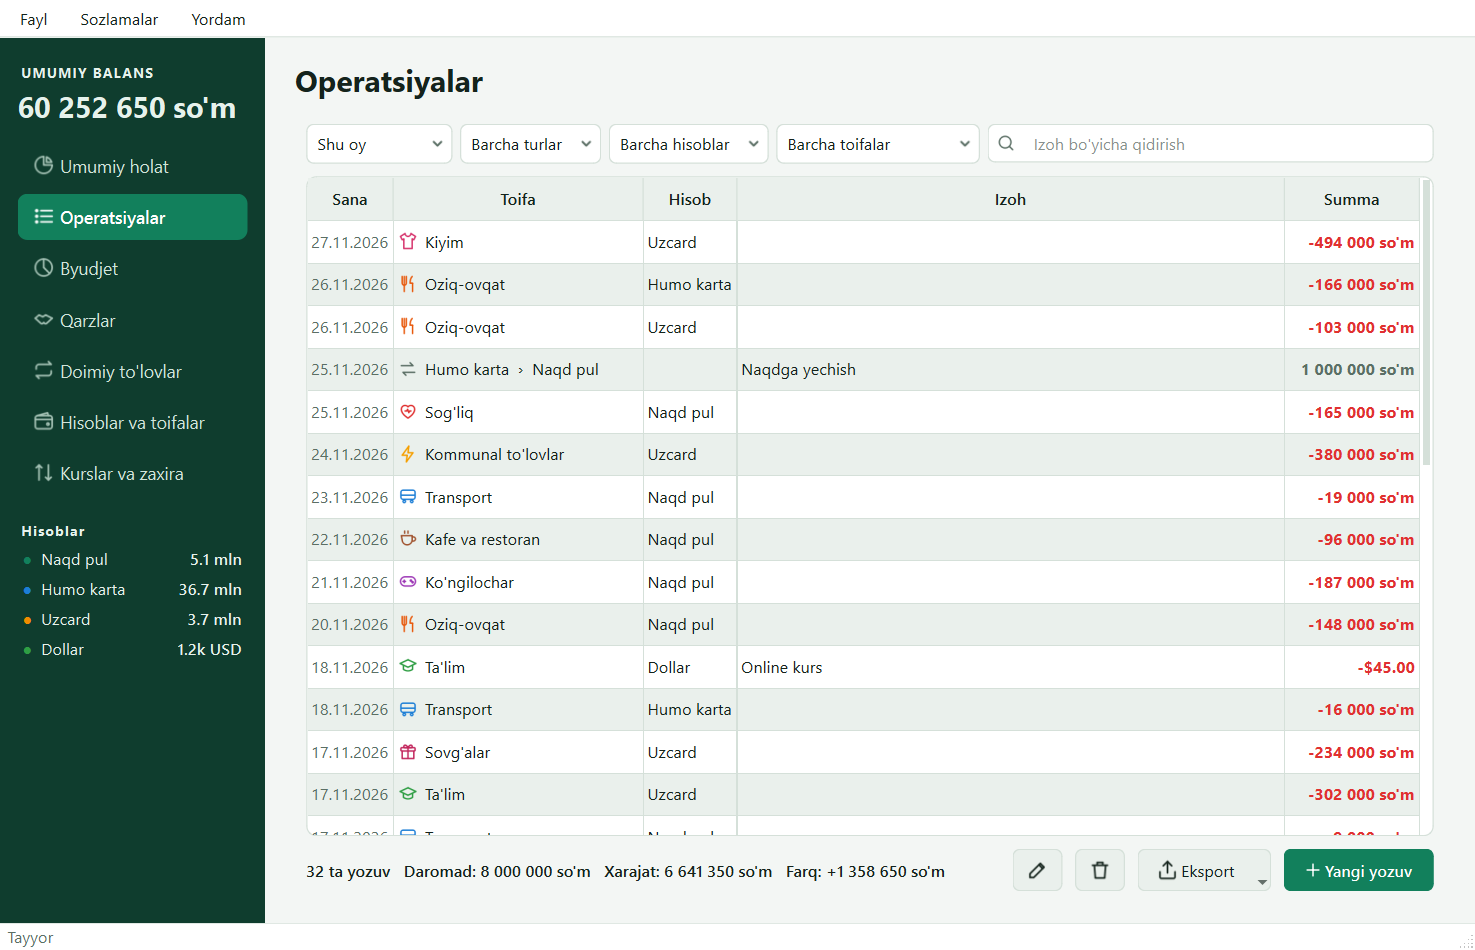 Fayl Sozlamalar Yordam
UMUMIY BALANS
60 252 650 so'm
Umumiy holat
Operatsiyalar
Byudjet
Qarzlar
Doimiy to'lovlar
Hisoblar va toifalar
Kurslar va zaxira
Hisoblar
Naqd pul 5.1 mln
Humo karta 36.7 mln
Uzcard 3.7 mln
Dollar 1.2k USD
Operatsiyalar
Shu oy Barcha turlar Barcha hisoblar Barcha toifalar Izoh bo'yicha qidirish
Sana Toifa Hisob Izoh Summa
27.11.2026 Kiyim Uzcard -494 000 so'm
26.11.2026 Oziq-ovqat Humo karta -166 000 so'm
26.11.2026 Oziq-ovqat Uzcard -103 000 so'm
25.11.2026 Humo karta › Naqd pul Naqdga yechish 1 000 000 so'm
25.11.2026 Sog'liq Naqd pul -165 000 so'm
24.11.2026 Kommunal to'lovlar Uzcard -380 000 so'm
23.11.2026 Transport Naqd pul -19 000 so'm
22.11.2026 Kafe va restoran Naqd pul -96 000 so'm
21.11.2026 Ko'ngilochar Naqd pul -187 000 so'm
20.11.2026 Oziq-ovqat Naqd pul -148 000 so'm
18.11.2026 Ta'lim Dollar Online kurs -$45.00
18.11.2026 Transport Humo karta -16 000 so'm
17.11.2026 Sovg'alar Uzcard -234 000 so'm
17.11.2026 Ta'lim Uzcard -302 000 so'm
32 ta yozuv Daromad: 8 000 000 so'm Xarajat: 6 641 350 so'm Farq: +1 358 650 so'm
Eksport
+ Yangi yozuv
Tayyor